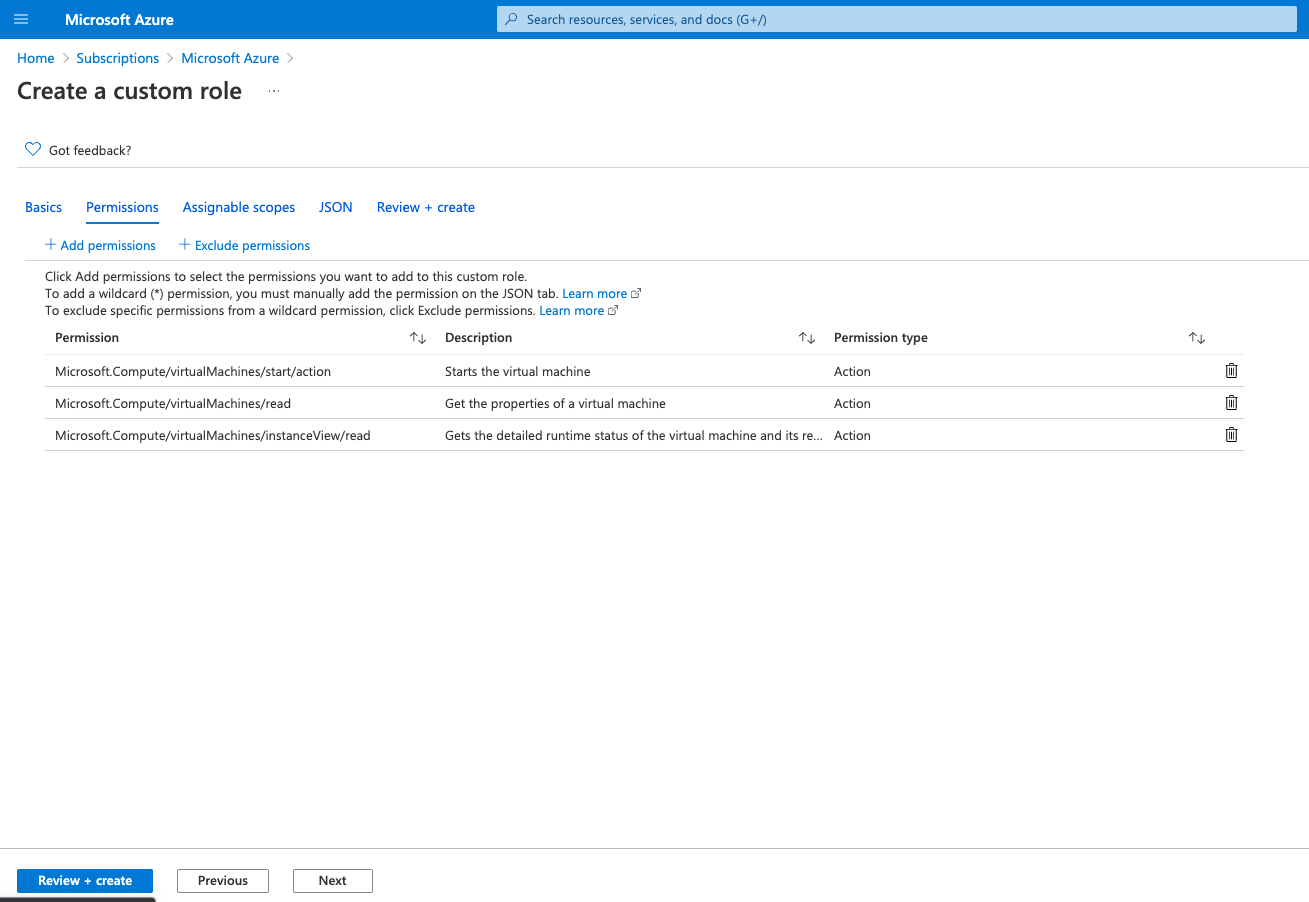 Microsoft Azure
Search resources, services, and docs (G+/)
Home > Subscriptions > Microsoft Azure >
Create a custom role ...
Got feedback?
Basics Permissions Assignable scopes JSON Review + create
+ Add permissions + Exclude permissions
Click Add permissions to select the permissions you want to add to this custom role.
To add a wildcard (*) permission, you must manually add the permission on the JSON tab. Learn more
To exclude specific permissions from a wildcard permission, click Exclude permissions. Learn more
Permission ↑↓ Description ↑↓ Permission type ↑↓
Microsoft.Compute/virtualMachines/start/action Starts the virtual machine Action
Microsoft.Compute/virtualMachines/read Get the properties of a virtual machine Action
Microsoft.Compute/virtualMachines/instanceView/read Gets the detailed runtime status of the virtual machine and its re... Action
Review + create Previous Next